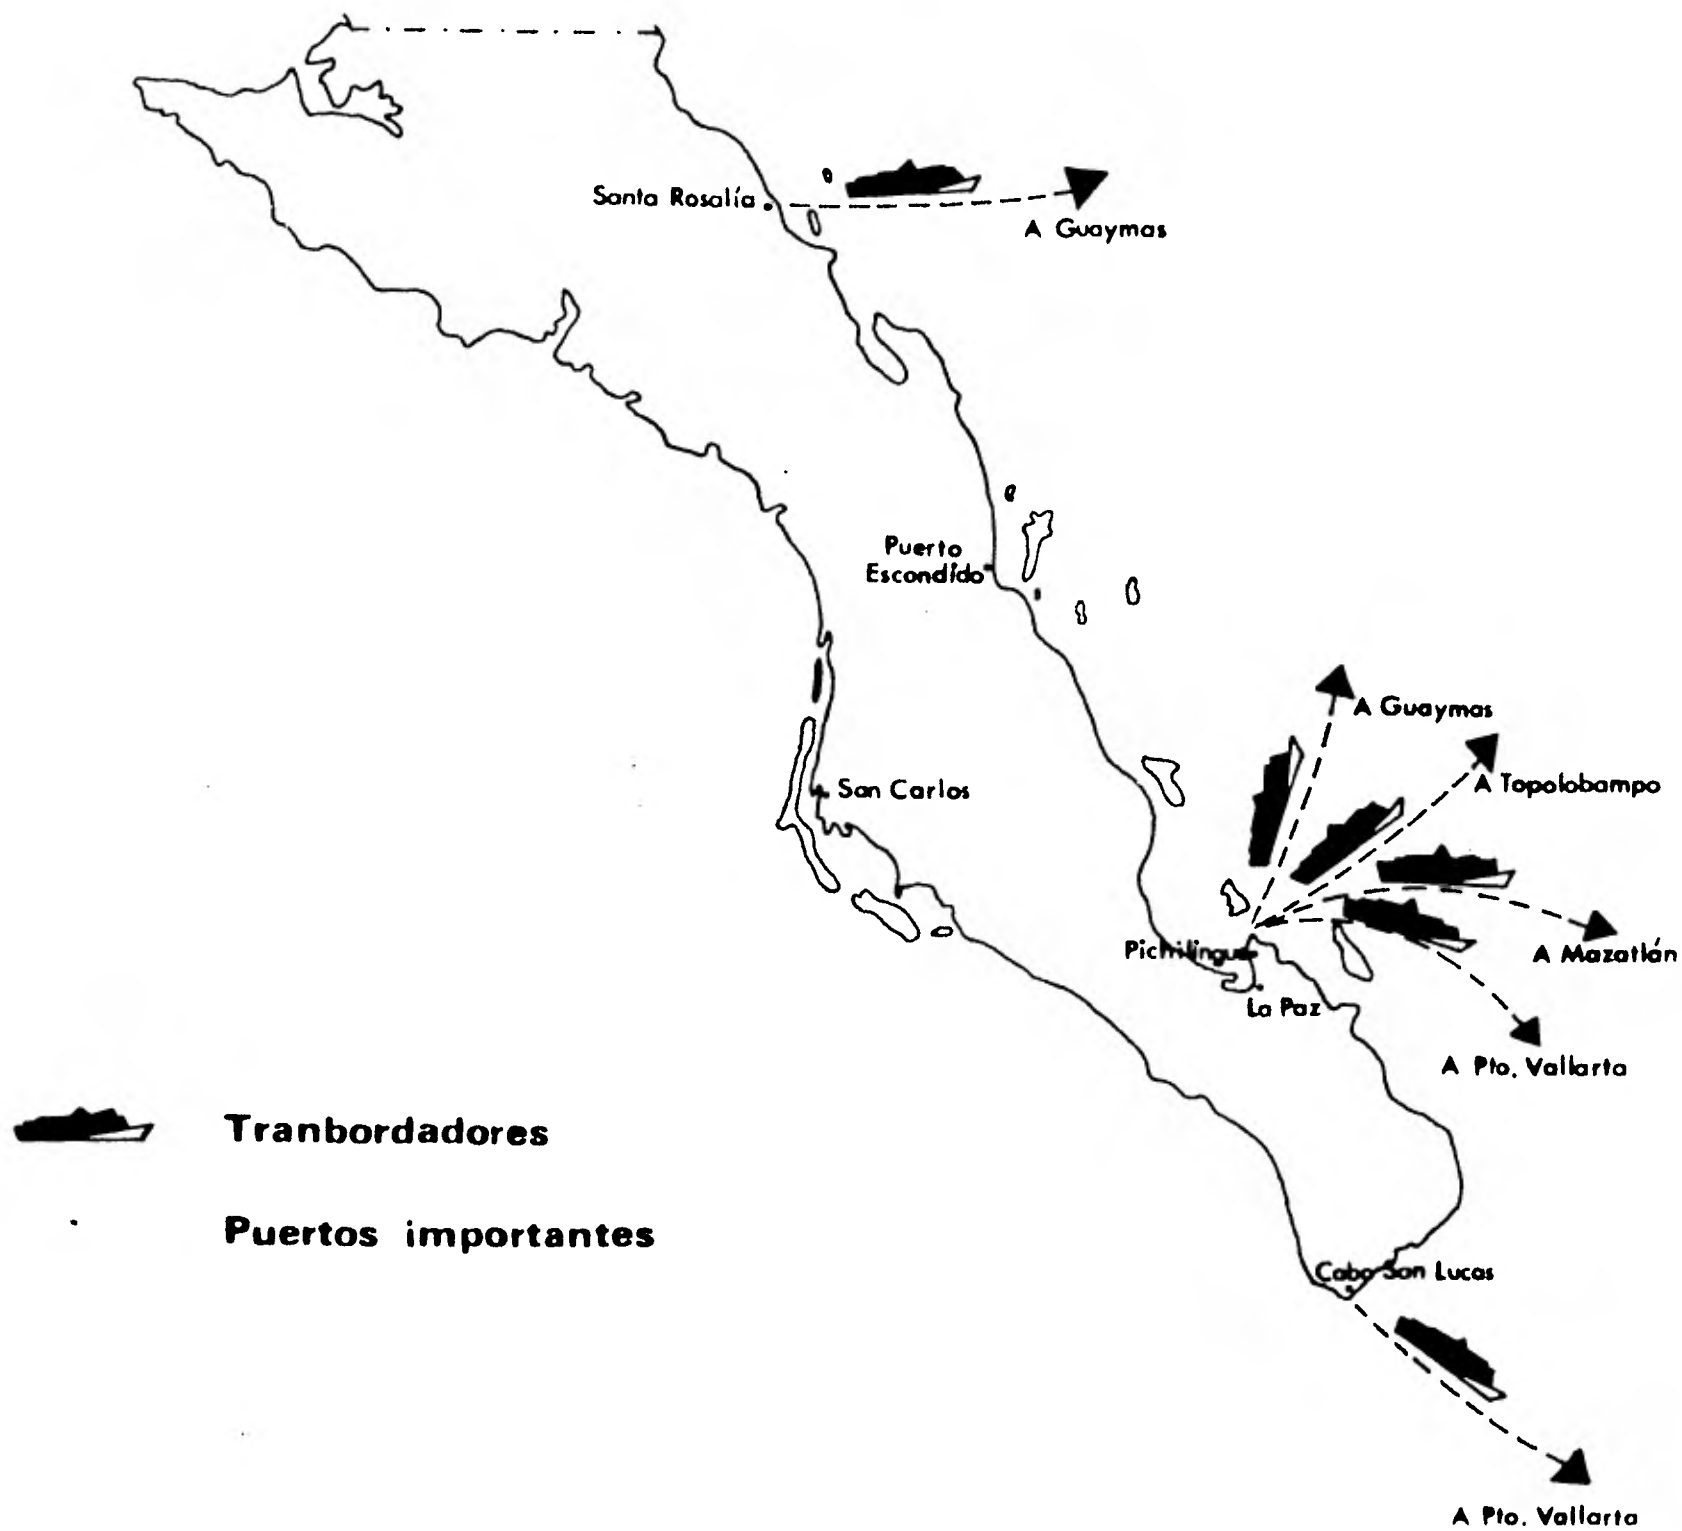 Santa Rosalía
A Guaymas
Puerto
Escondído
A Guaymas
A Topolobampo
San Carlos
Pichilingue
A Mazatlán
La Paz
A Pto. Vallarta
Tranbordadores
Puertos importantes
Cabo San Lucas
A Pto. Vallarta